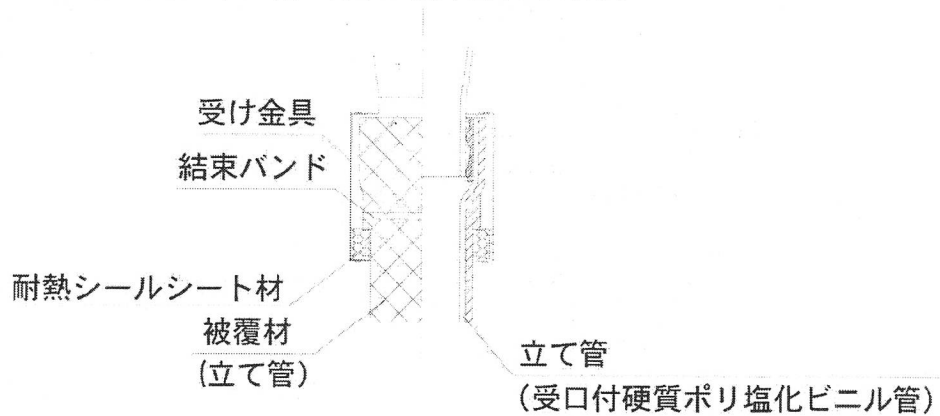 受け金具
結束バンド
耐熱シールシート材
被覆材
(立て管)
立て管
(受口付硬質ポリ塩化ビニル管)